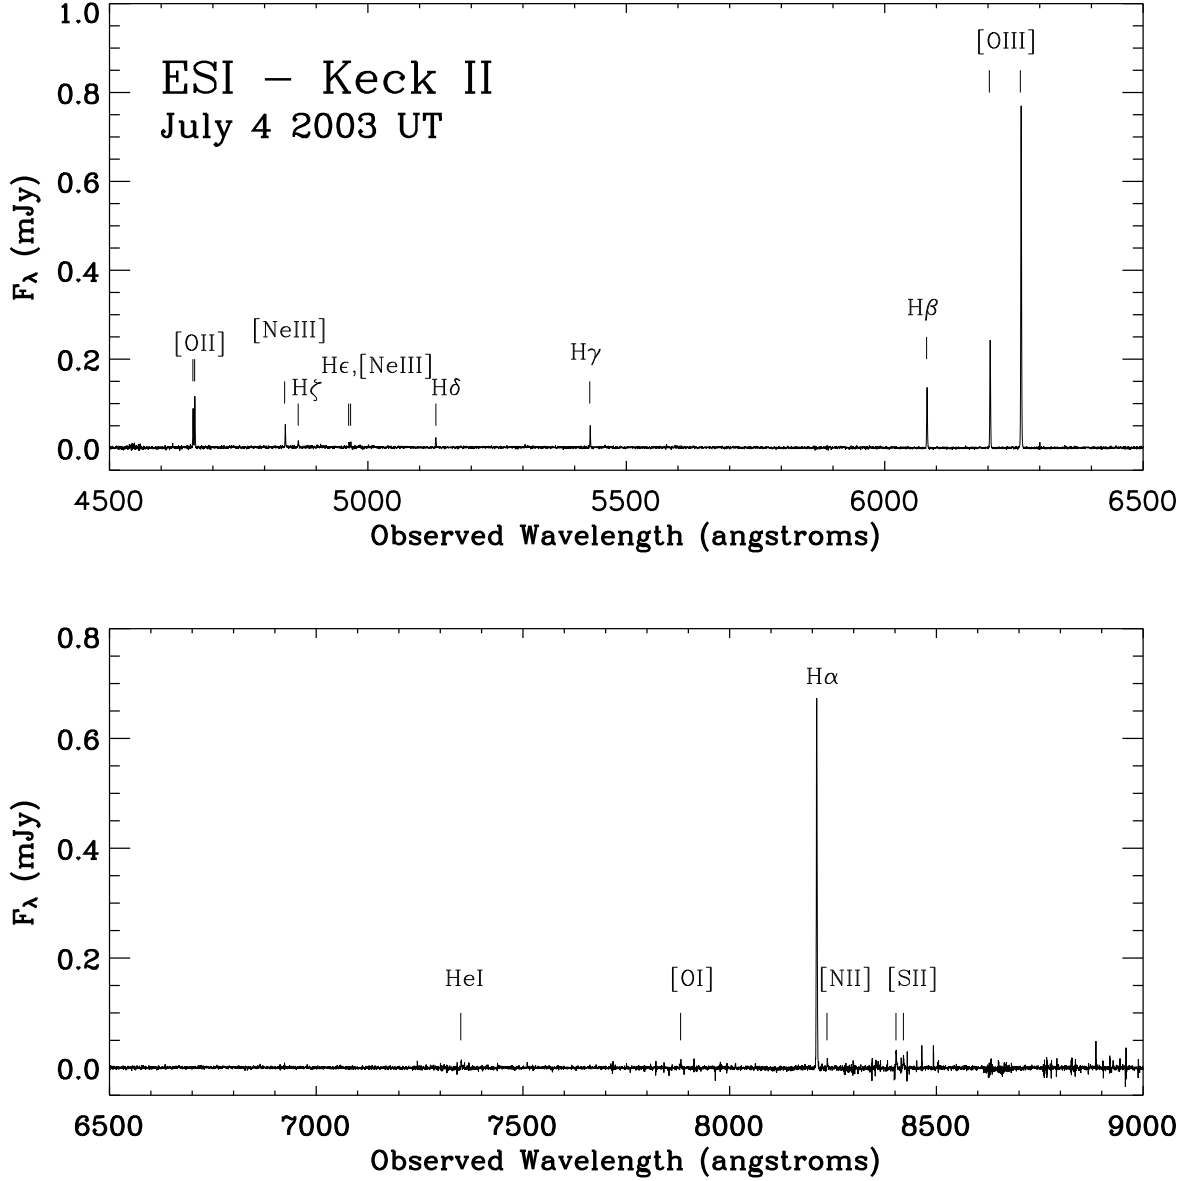 1.0
[OIII]
ESI – Keck II
0.8
July 4 2003 UT
0.6
F_λ (mJy)
0.4
Hβ
[NeIII]
[OII]
Hγ
0.2
Hϵ,[NeIII]
Hζ
Hδ
0.0
4500 5000 5500 6000 6500
Observed Wavelength (angstroms)
0.8
Hα
0.6
F_λ (mJy)
0.4
0.2
HeI [OI] [NII] [SII]
0.0
6500 7000 7500 8000 8500 9000
Observed Wavelength (angstroms)